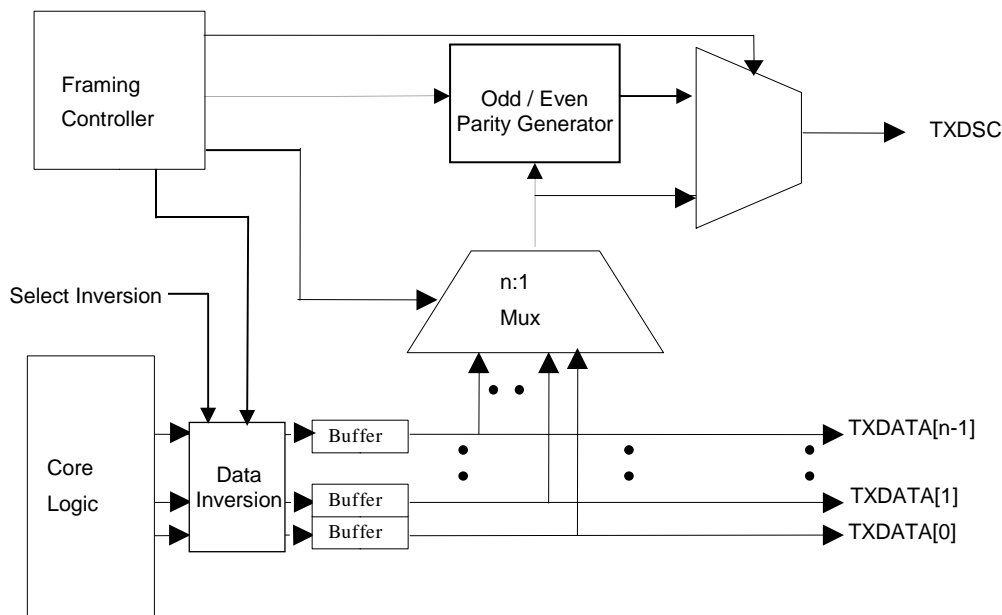 Framing
Controller
Odd / Even
Parity Generator
TXDSC
n:1
Mux
Select Inversion
Core
Logic
Data
Inversion
Buffer
Buffer
Buffer
TXDATA[n-1]
TXDATA[1]
TXDATA[0]